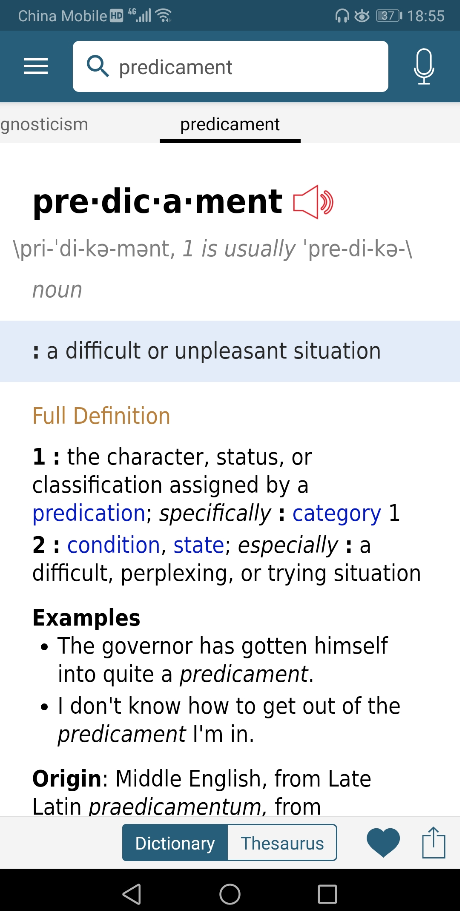 China Mobile HD 4G 37 18:55
predicament
gnosticism predicament
pre·dic·a·ment
\pri-ˈdi-kə-mənt, 1 is usually ˈpre-di-kə-\
noun
: a difficult or unpleasant situation
Full Definition
1 : the character, status, or
classification assigned by a
predication; specifically : category 1
2 : condition, state; especially : a
difficult, perplexing, or trying situation
Examples
• The governor has gotten himself
into quite a predicament.
• I don't know how to get out of the
predicament I'm in.
Origin: Middle English, from Late
Latin praedicamentum, from
Dictionary Thesaurus